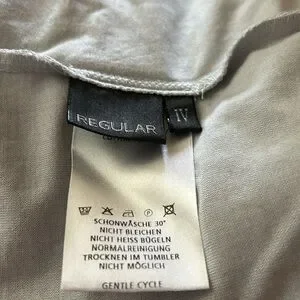 REGULAR
IV
SCHONWÄSCHE 30°
NICHT BLEICHEN
NICHT HEISS BÜGELN
NORMALREINIGUNG
TROCKNEN IM TUMBLER
NICHT MÖGLICH
GENTLE CYCLE